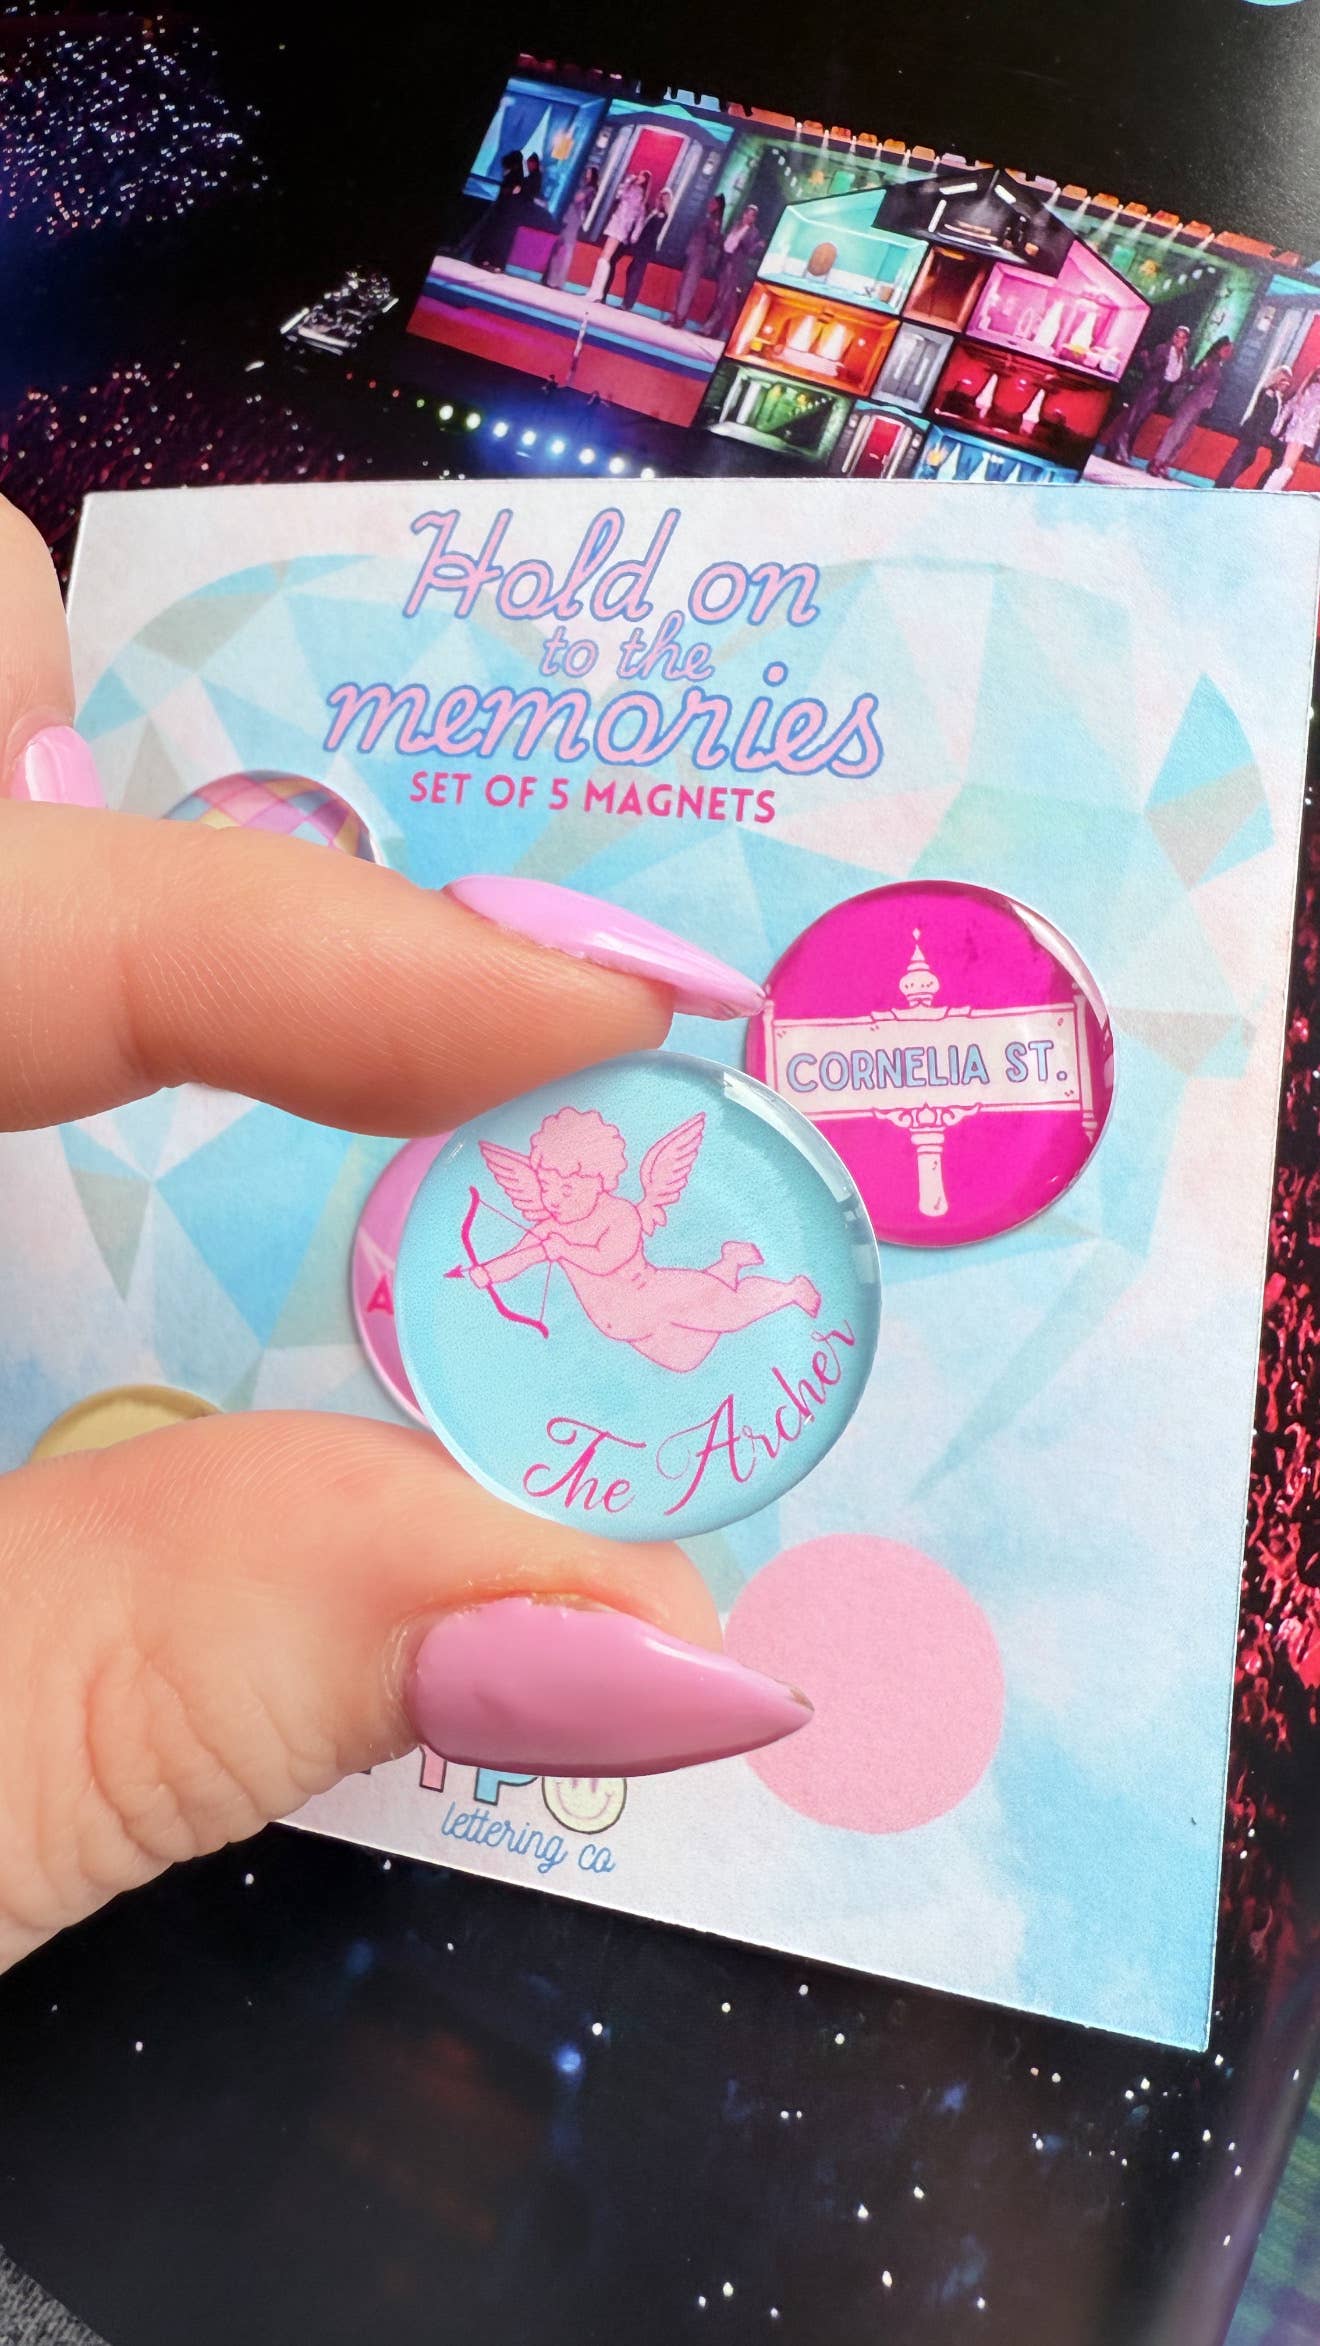 Hold on
to the
memories
SET OF 5 MAGNETS
CORNELIA ST.
The Archer
lettering co